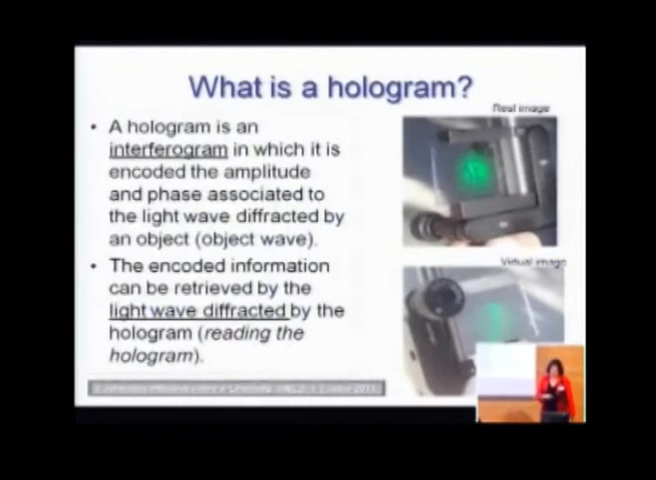 What is a hologram?
Real image
• A hologram is an
interferogram in which it is
encoded the amplitude
and phase associated to
the light wave diffracted by
an object (object wave).
• The encoded information
can be retrieved by the
light wave diffracted by the
hologram (reading the
hologram).
Virtual image